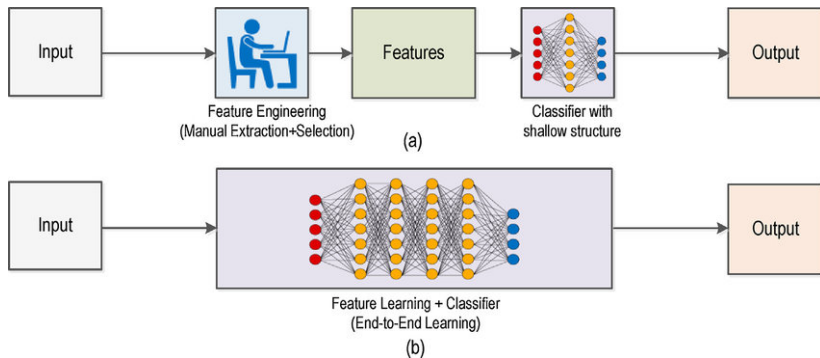 Input
Features
Output
Feature Engineering
(Manual Extraction+Selection)
Classifier with
shallow structure
(a)
Input
Output
Feature Learning + Classifier
(End-to-End Learning)
(b)